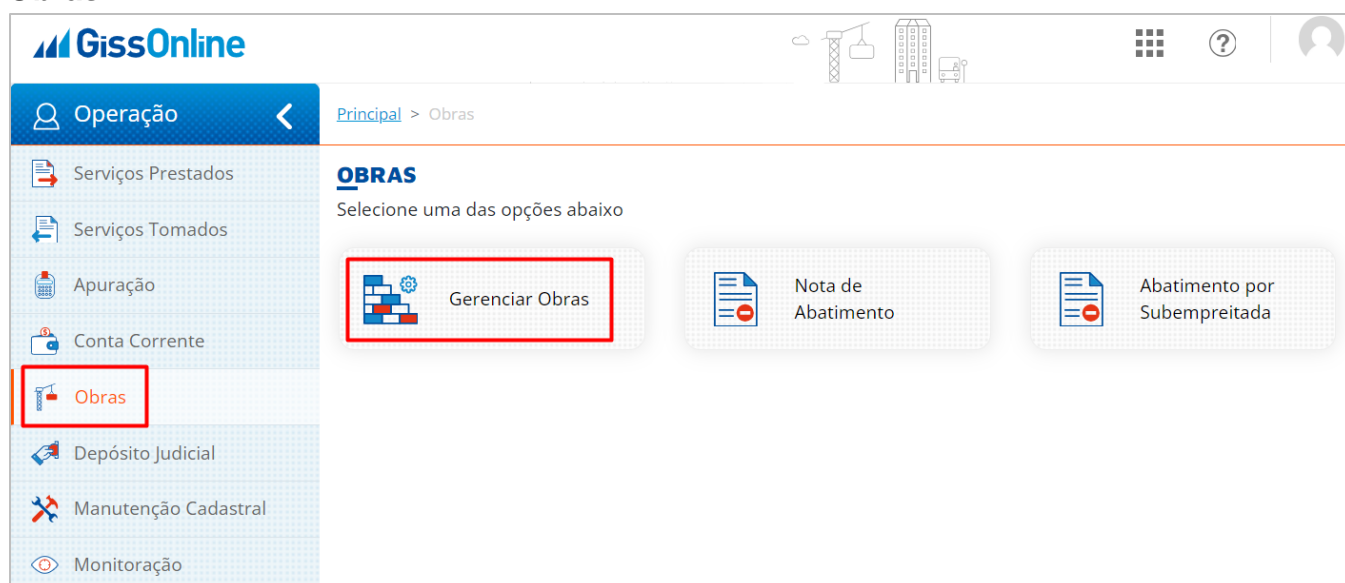 GissOnline
?
Operação
Principal > Obras
Serviços Prestados
Serviços Tomados
Apuração
Conta Corrente
Obras
Depósito Judicial
Manutenção Cadastral
Monitoração
OBRAS
Selecione uma das opções abaixo
Gerenciar Obras
Nota de
Abatimento
Abatimento por
Subempreitada